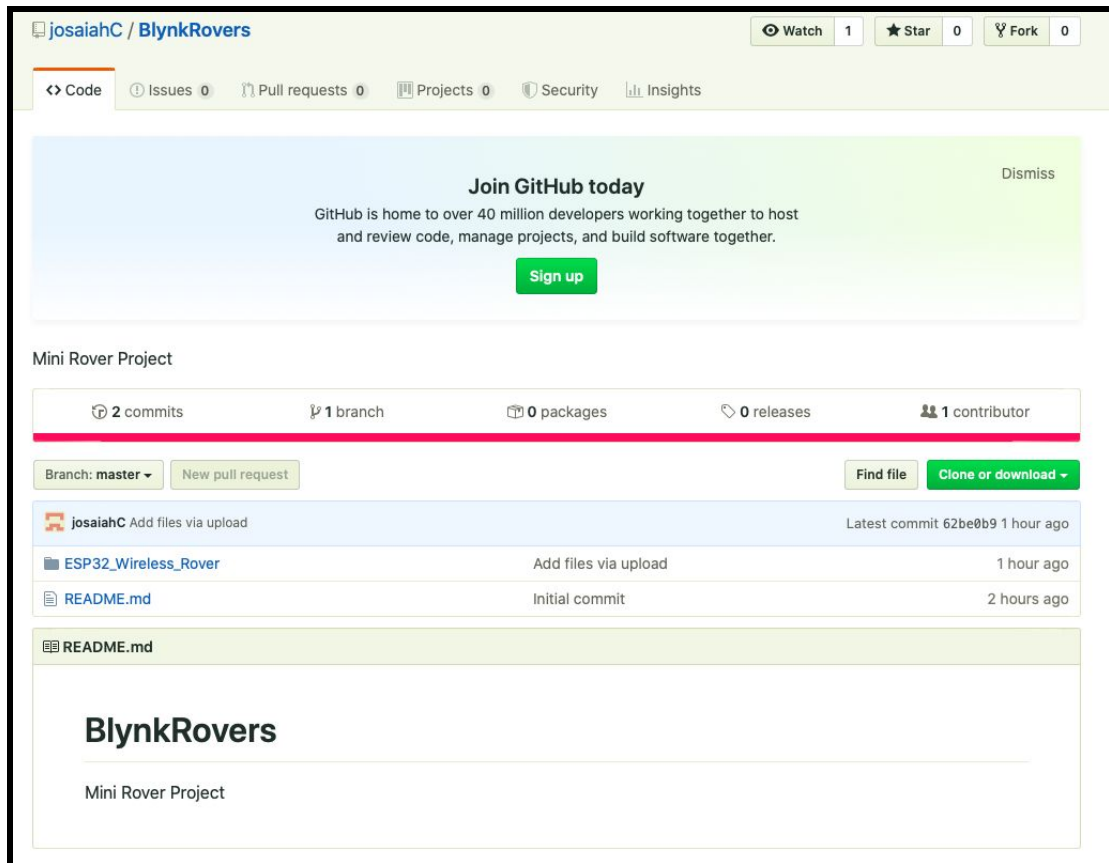 josaiahC / BlynkRovers
Watch 1 Star 0 Fork 0
<> Code Issues 0 Pull requests 0 Projects 0 Security Insights
Dismiss
Join GitHub today
GitHub is home to over 40 million developers working together to host
and review code, manage projects, and build software together.
Sign up
Mini Rover Project
2 commits 1 branch 0 packages 0 releases 1 contributor
Branch: master New pull request Find file Clone or download
josaiahC Add files via upload Latest commit 62be0b9 1 hour ago
ESP32_Wireless_Rover Add files via upload 1 hour ago
README.md Initial commit 2 hours ago
README.md
BlynkRovers
Mini Rover Project